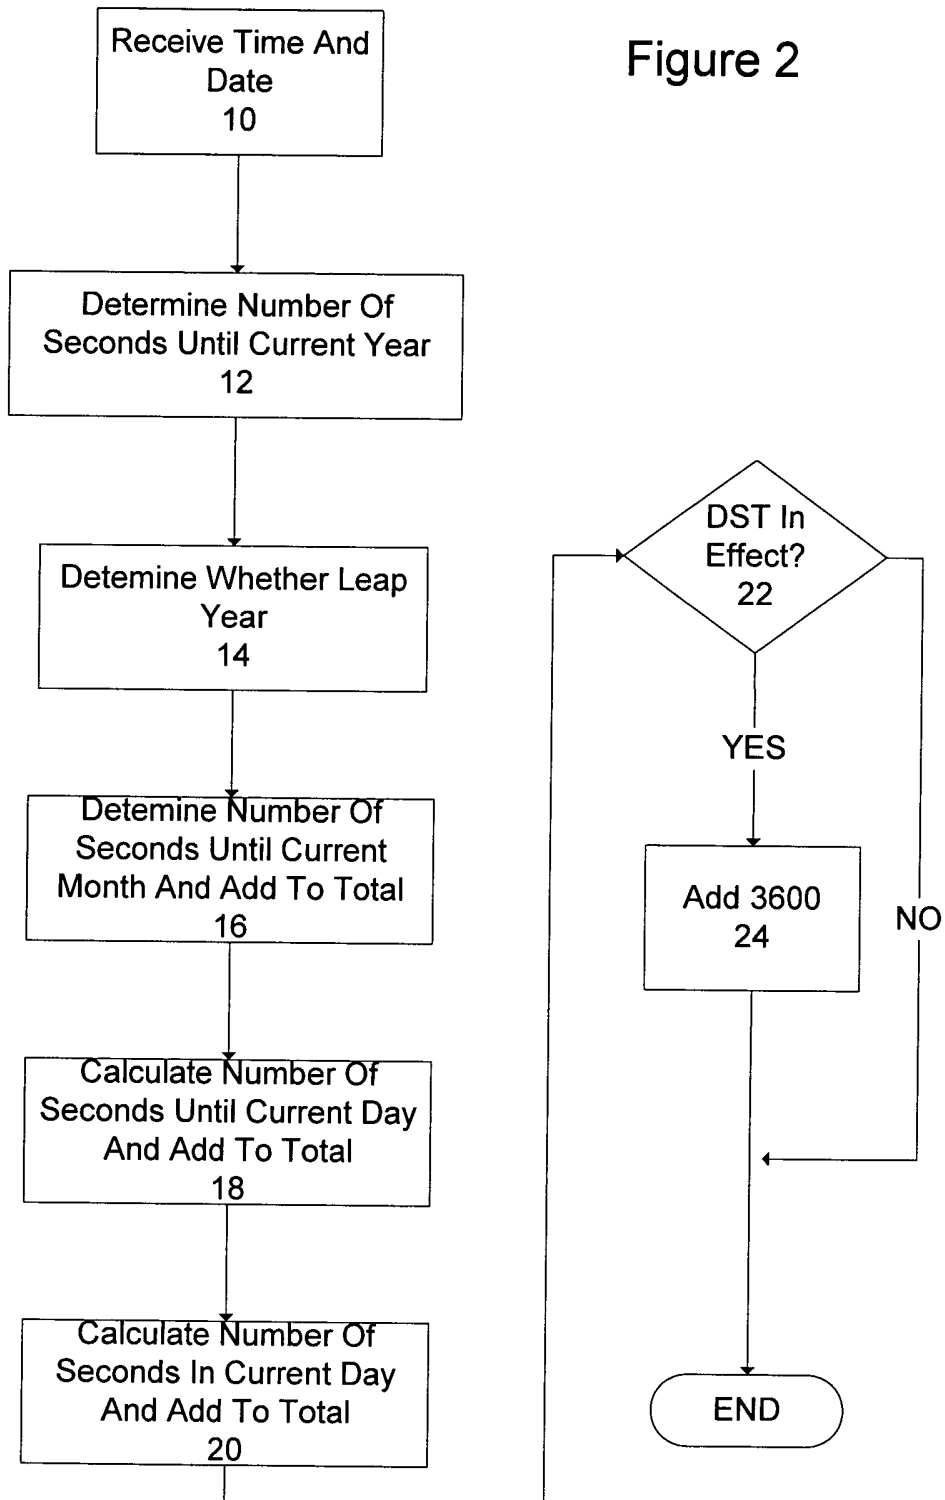 Figure 2
Receive Time And
Date
10
Determine Number Of
Seconds Until Current Year
12
Detemine Whether Leap
Year
14
Detemine Number Of
Seconds Until Current
Month And Add To Total
16
Calculate Number Of
Seconds Until Current Day
And Add To Total
18
Calculate Number Of
Seconds In Current Day
And Add To Total
20
DST In
Effect?
22
YES
Add 3600
24
NO
END